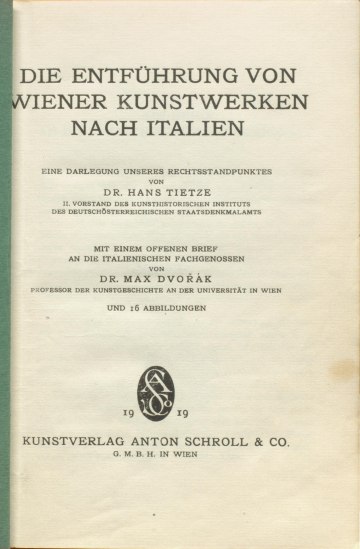 DIE ENTFÜHRUNG VON
WIENER KUNSTWERKEN
NACH ITALIEN
EINE DARLEGUNG UNSERES RECHTSSTANDPUNKTES
VON
DR. HANS TIETZE
II. VORSTAND DES KUNSTHISTORISCHEN INSTITUTS
DES DEUTSCHÖSTERREICHISCHEN STAATSDENKMALAMTS
MIT EINEM OFFENEN BRIEF
AN DIE ITALIENISCHEN FACHGENOSSEN
VON
DR. MAX DVOŘÁK
PROFESSOR DER KUNSTGESCHICHTE AN DER UNIVERSITÄT IN WIEN
UND 16 ABBILDUNGEN
19 19
KUNSTVERLAG ANTON SCHROLL & CO.
G. M. B. H. IN WIEN